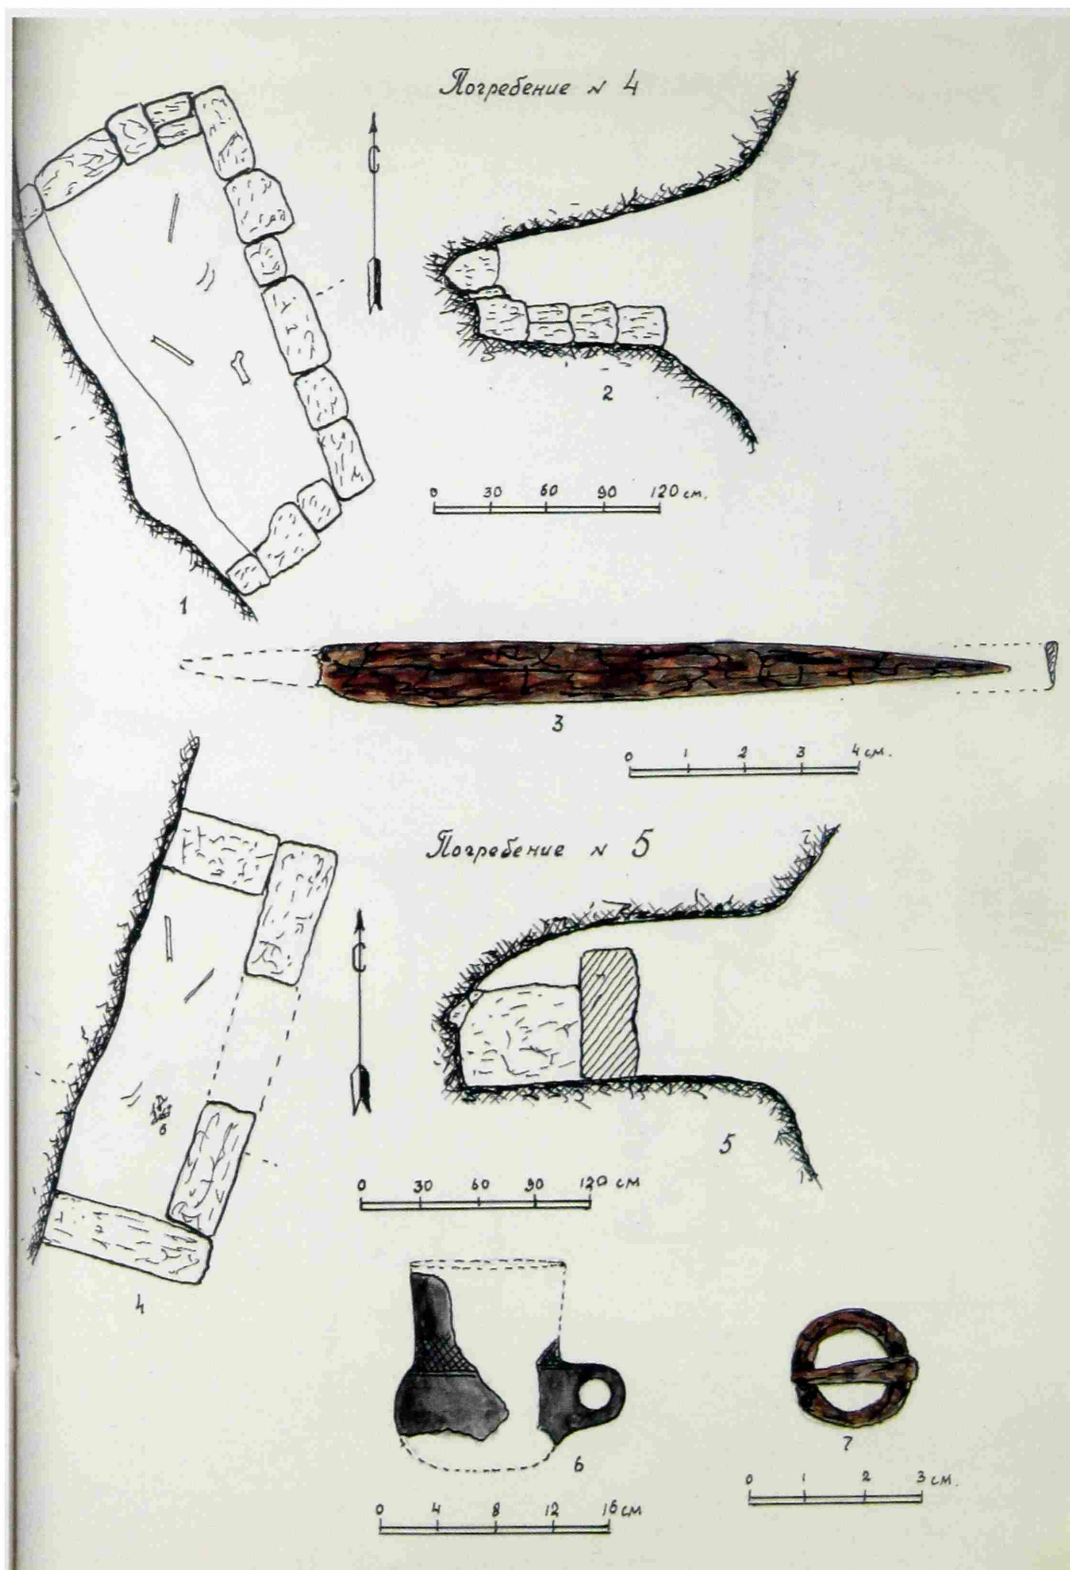 Погребение № 4
С
2
0 30 60 90 120 см.
1
3
0 1 2 3 4 см.
Погребение № 5
С
6
5
0 30 60 90 120 см
4
6
7
0 1 2 3 см.
0 4 8 12 16 см